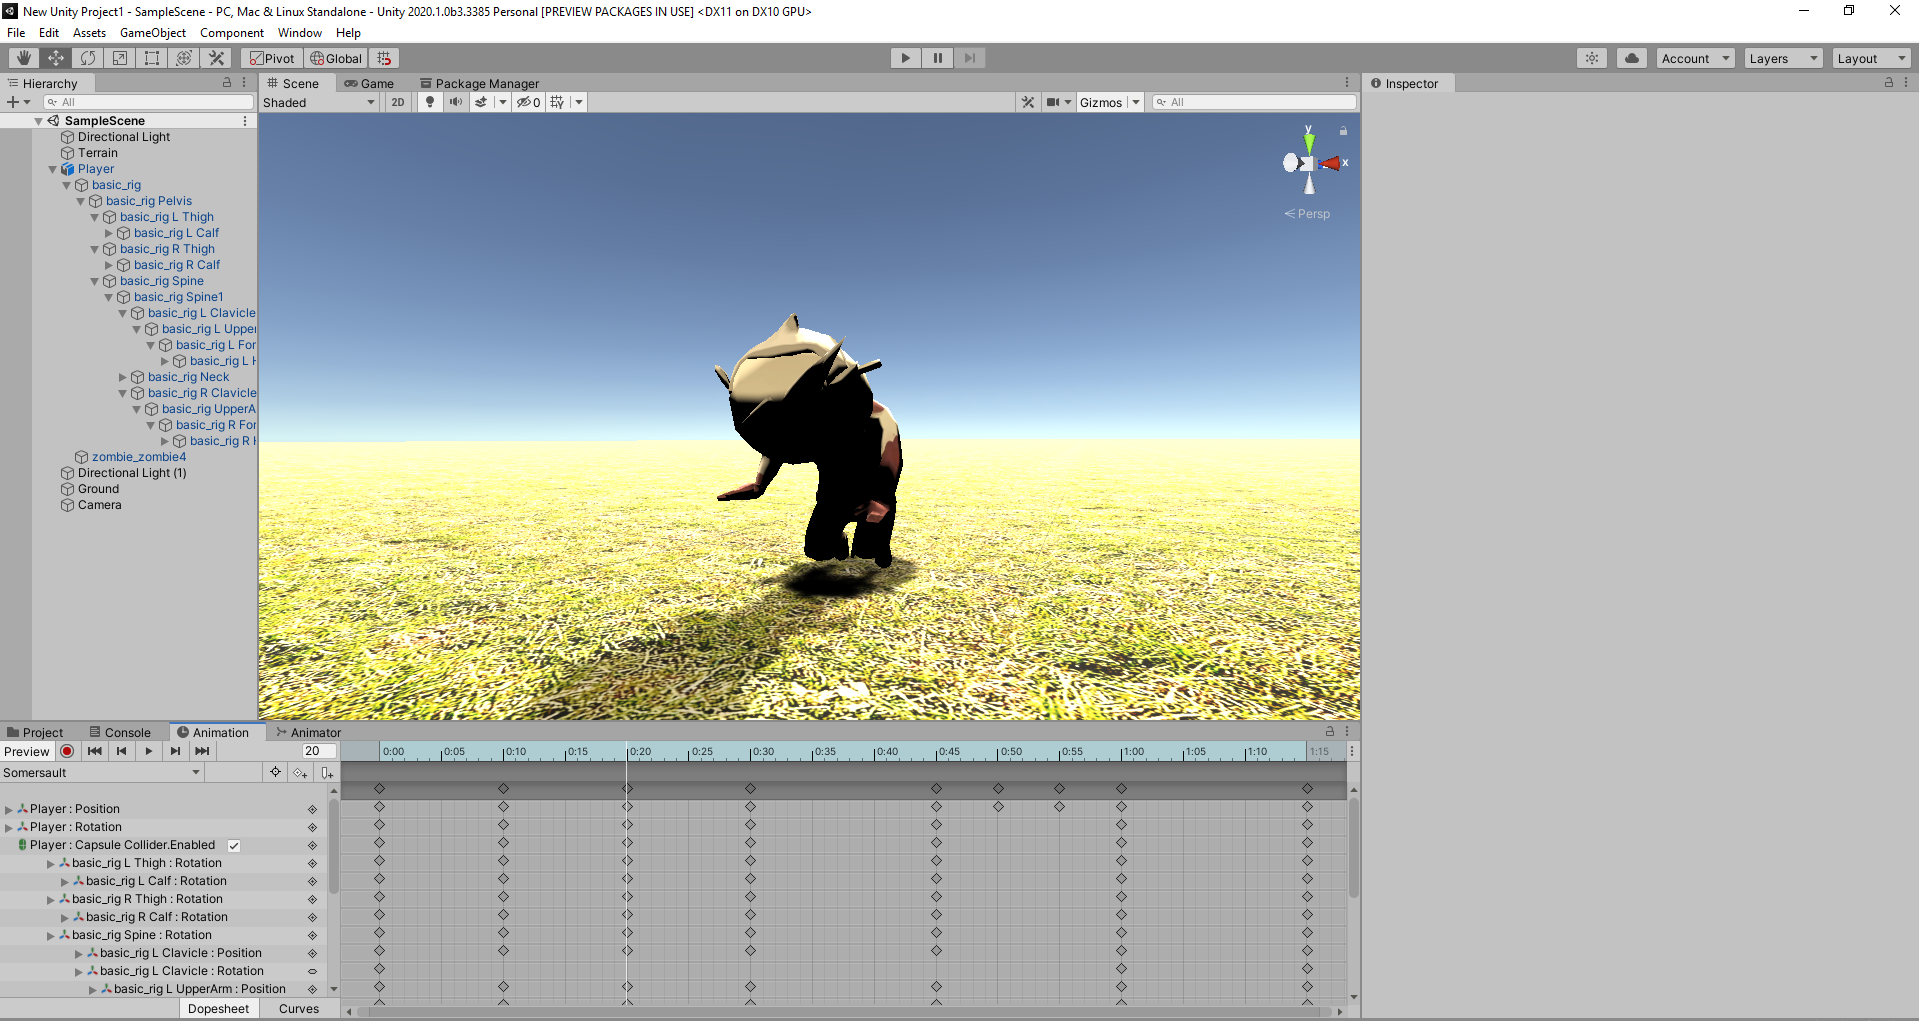 New Unity Project1 - SampleScene - PC, Mac & Linux Standalone - Unity 2020.1.0b3.3385 Personal [PREVIEW PACKAGES IN USE] <DX11 on DX10 GPU>
File Edit Assets GameObject Component Window Help
Pivot Global Account Layers Layout
Hierarchy Scene Game Package Manager Inspector
All Shaded 2D 0 Gizmos All
SampleScene
Directional Light
Terrain
Player
basic_rig
basic_rig Pelvis
basic_rig L Thigh
basic_rig L Calf
basic_rig R Thigh
basic_rig R Calf
basic_rig Spine
basic_rig Spine1
basic_rig L Clavicle
basic_rig L Upper
basic_rig L For
basic_rig L H
basic_rig Neck
basic_rig R Clavicle
basic_rig UpperA
basic_rig R For
basic_rig R H
zombie_zombie4
Directional Light (1)
Ground
Camera
y
x
Persp
Project Console Animation Animator
Preview 20 0:00 0:05 0:10 0:15 0:20 0:25 0:30 0:35 0:40 0:45 0:50 0:55 1:00 1:05 1:10 1:15
Somersault
Player : Position
Player : Rotation
Player : Capsule Collider.Enabled
basic_rig L Thigh : Rotation
basic_rig L Calf : Rotation
basic_rig R Thigh : Rotation
basic_rig R Calf : Rotation
basic_rig Spine : Rotation
basic_rig L Clavicle : Position
basic_rig L Clavicle : Rotation
basic_rig L UpperArm : Position
Dopesheet Curves